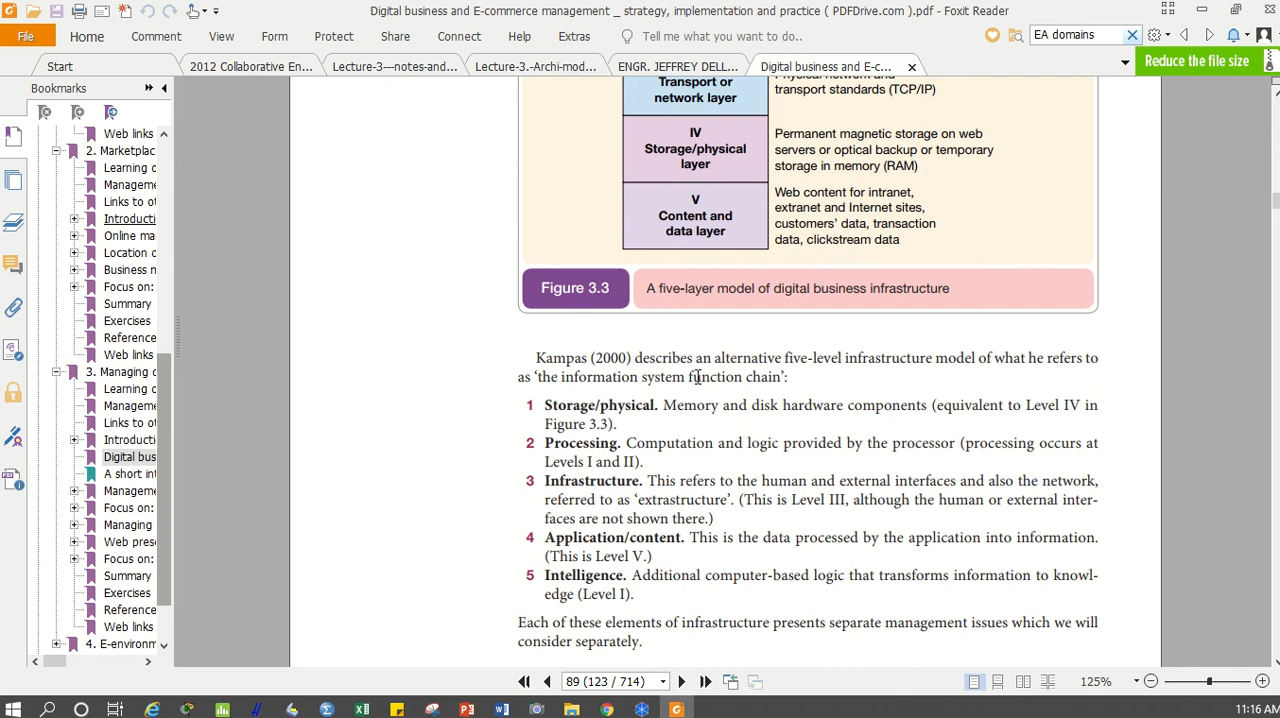 Digital business and E-commerce management _ strategy, implementation and practice ( PDFDrive.com ).pdf - Foxit Reader
File Home Comment View Form Protect Share Connect Help Extras Tell me what you want to do.. EA domains
Start 2012 Collaborative En... Lecture-3---notes-and,... Lecture-3.-Archinod... ENGR. JEFFREY DELL... Digital business and E-c...
Reduce the file size
Bookmarks
Web links
2. Marketplac
Learning o
Manageme
Links to ot
Introducti
Online ma
Location o
Business m
Focus on:
Summary
Exercises
Reference
Web links
3. Managing
Learning o
Manageme
Links to ot
Introducti
Digital bus
A short int
Manageme
Focus on:
Managing
Web prese
Focus on:
Summary
Exercises
Reference
Web links
4. E-environm
Transport or
network layer
transport standards (TCP/IP)
IV
Storage/physical
layer
Permanent magnetic storage on web
servers or optical backup or temporary
storage in memory (RAM)
V
Content and
data layer
Web content for intranet,
extranet and Internet sites,
customers' data, transaction
data, clickstream data
Figure 3.3 A five-layer model of digital business infrastructure
Kampas (2000) describes an alternative five-level infrastructure model of what he refers to
as ‘the information system function chain’:
1 Storage/physical. Memory and disk hardware components (equivalent to Level IV in
Figure 3.3).
2 Processing. Computation and logic provided by the processor (processing occurs at
Levels I and II).
3 Infrastructure. This refers to the human and external interfaces and also the network,
referred to as ‘extrastructure’. (This is Level III, although the human or external inter-
faces are not shown there.)
4 Application/content. This is the data processed by the application into information.
(This is Level V.)
5 Intelligence. Additional computer-based logic that transforms information to knowl-
edge (Level I).
Each of these elements of infrastructure presents separate management issues which we will
consider separately.
89 (123 / 714)
125%
11:16 AM